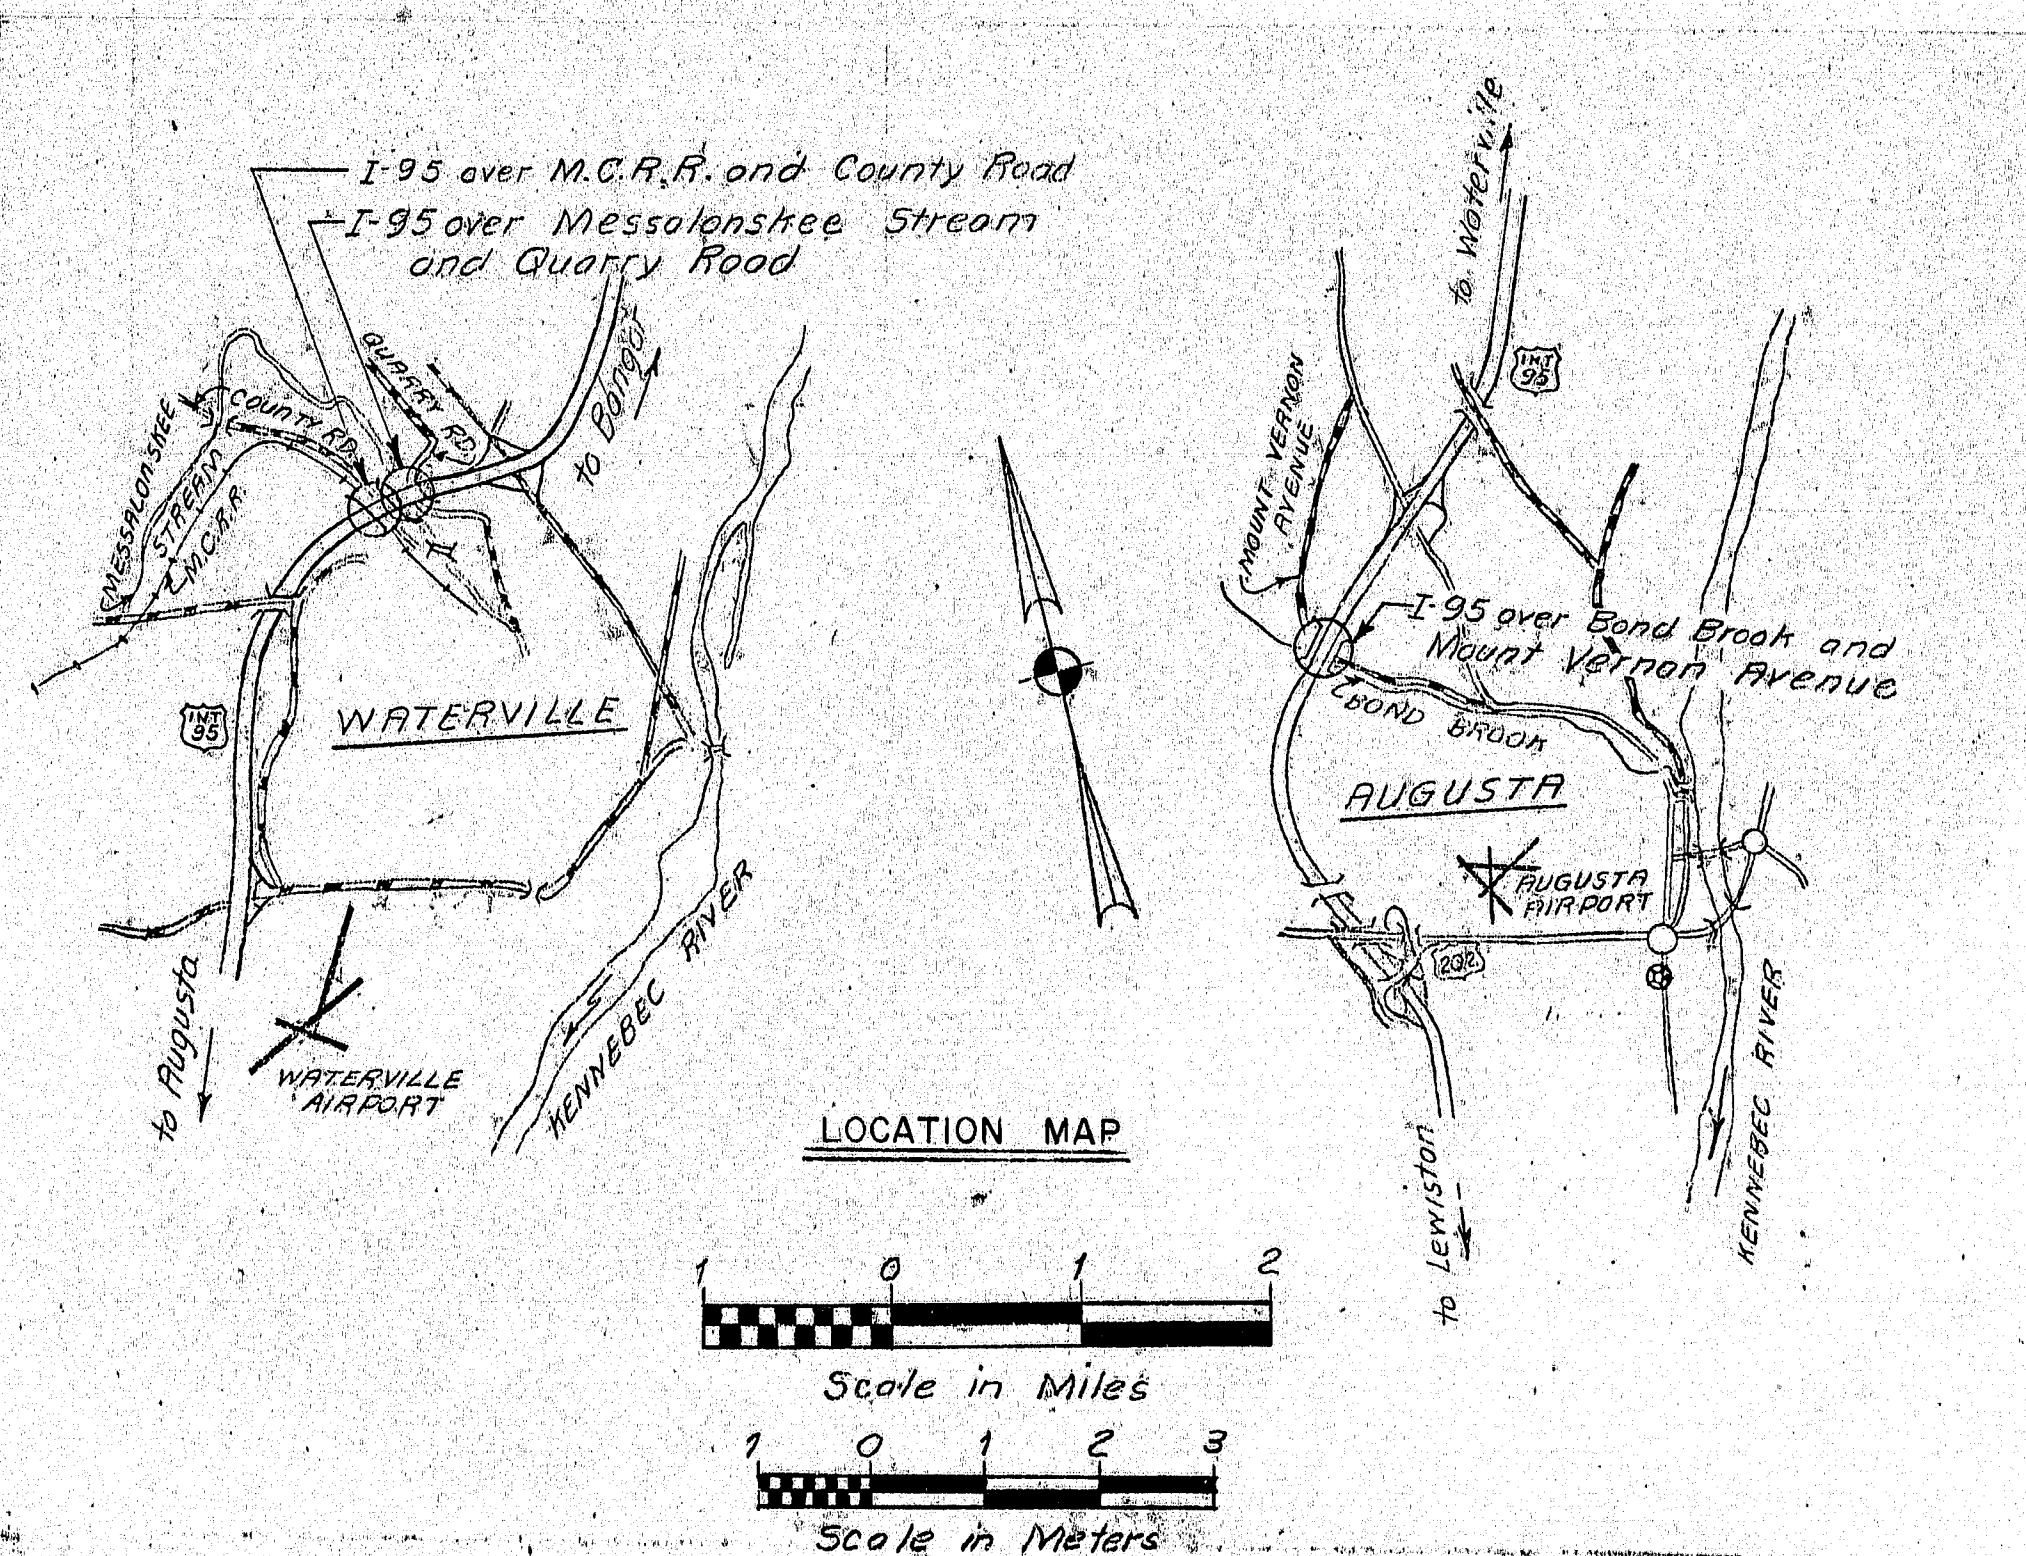 I-95 over M.C.R.R. and County Road
I-95 over Messalonskee Stream
and Quarry Road
to Bangor
QUARRY RD.
COUNTY RD.
MESSALONSKEE
STREAM
M.C.R.R.
INT
95
WATERVILLE
to Augusta
WATERVILLE
AIRPORT
KENNEBEC RIVER
to Waterville
INT
95
MOUNT VERNON
AVENUE
I-95 over Bond Brook and
Mount Vernon Avenue
BOND BROOK
AUGUSTA
AUGUSTA
AIRPORT
202
KENNEBEC RIVER
to Lewiston
LOCATION MAP
1 0 1 2
Scale in Miles
1 0 1 2 3
Scale in Meters